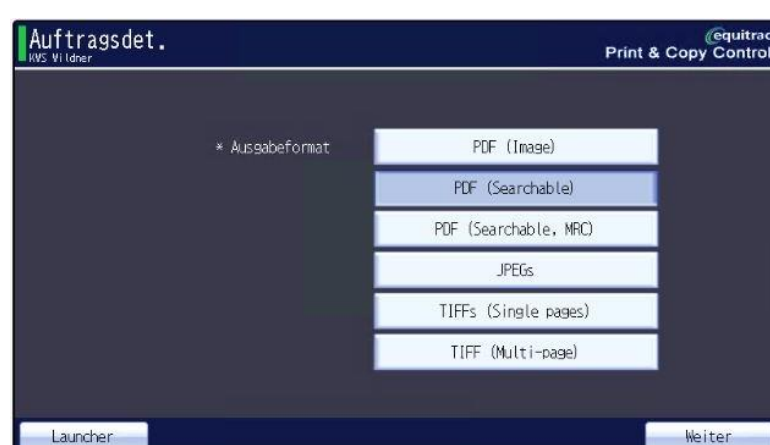 Auftragsdet.
KWS Wildner
equitrac
Print & Copy Control
* Ausgabeformat
PDF (Image)
PDF (Searchable)
PDF (Searchable, MRC)
JPEGs
TIFFs (Single pages)
TIFF (Multi-page)
Launcher
Weiter